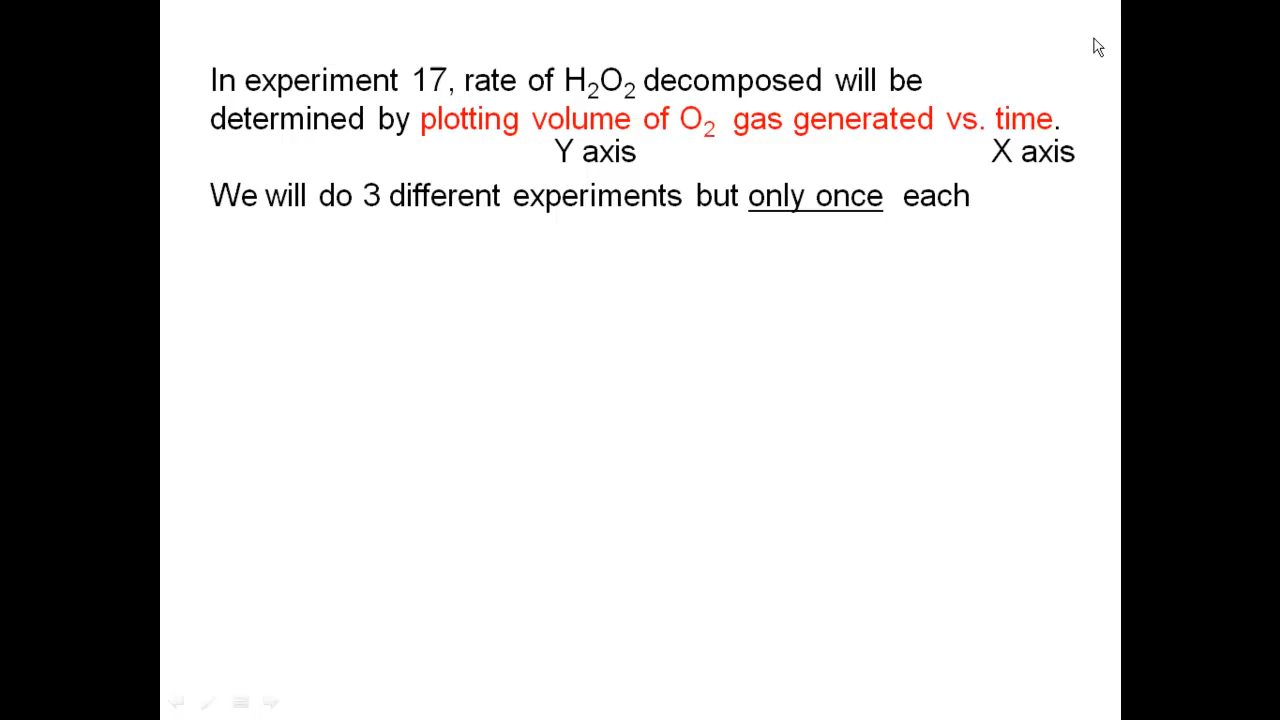 In experiment 17, rate of H₂O₂ decomposed will be
determined by plotting volume of O₂ gas generated vs. time.
Y axis X axis
We will do 3 different experiments but only once each